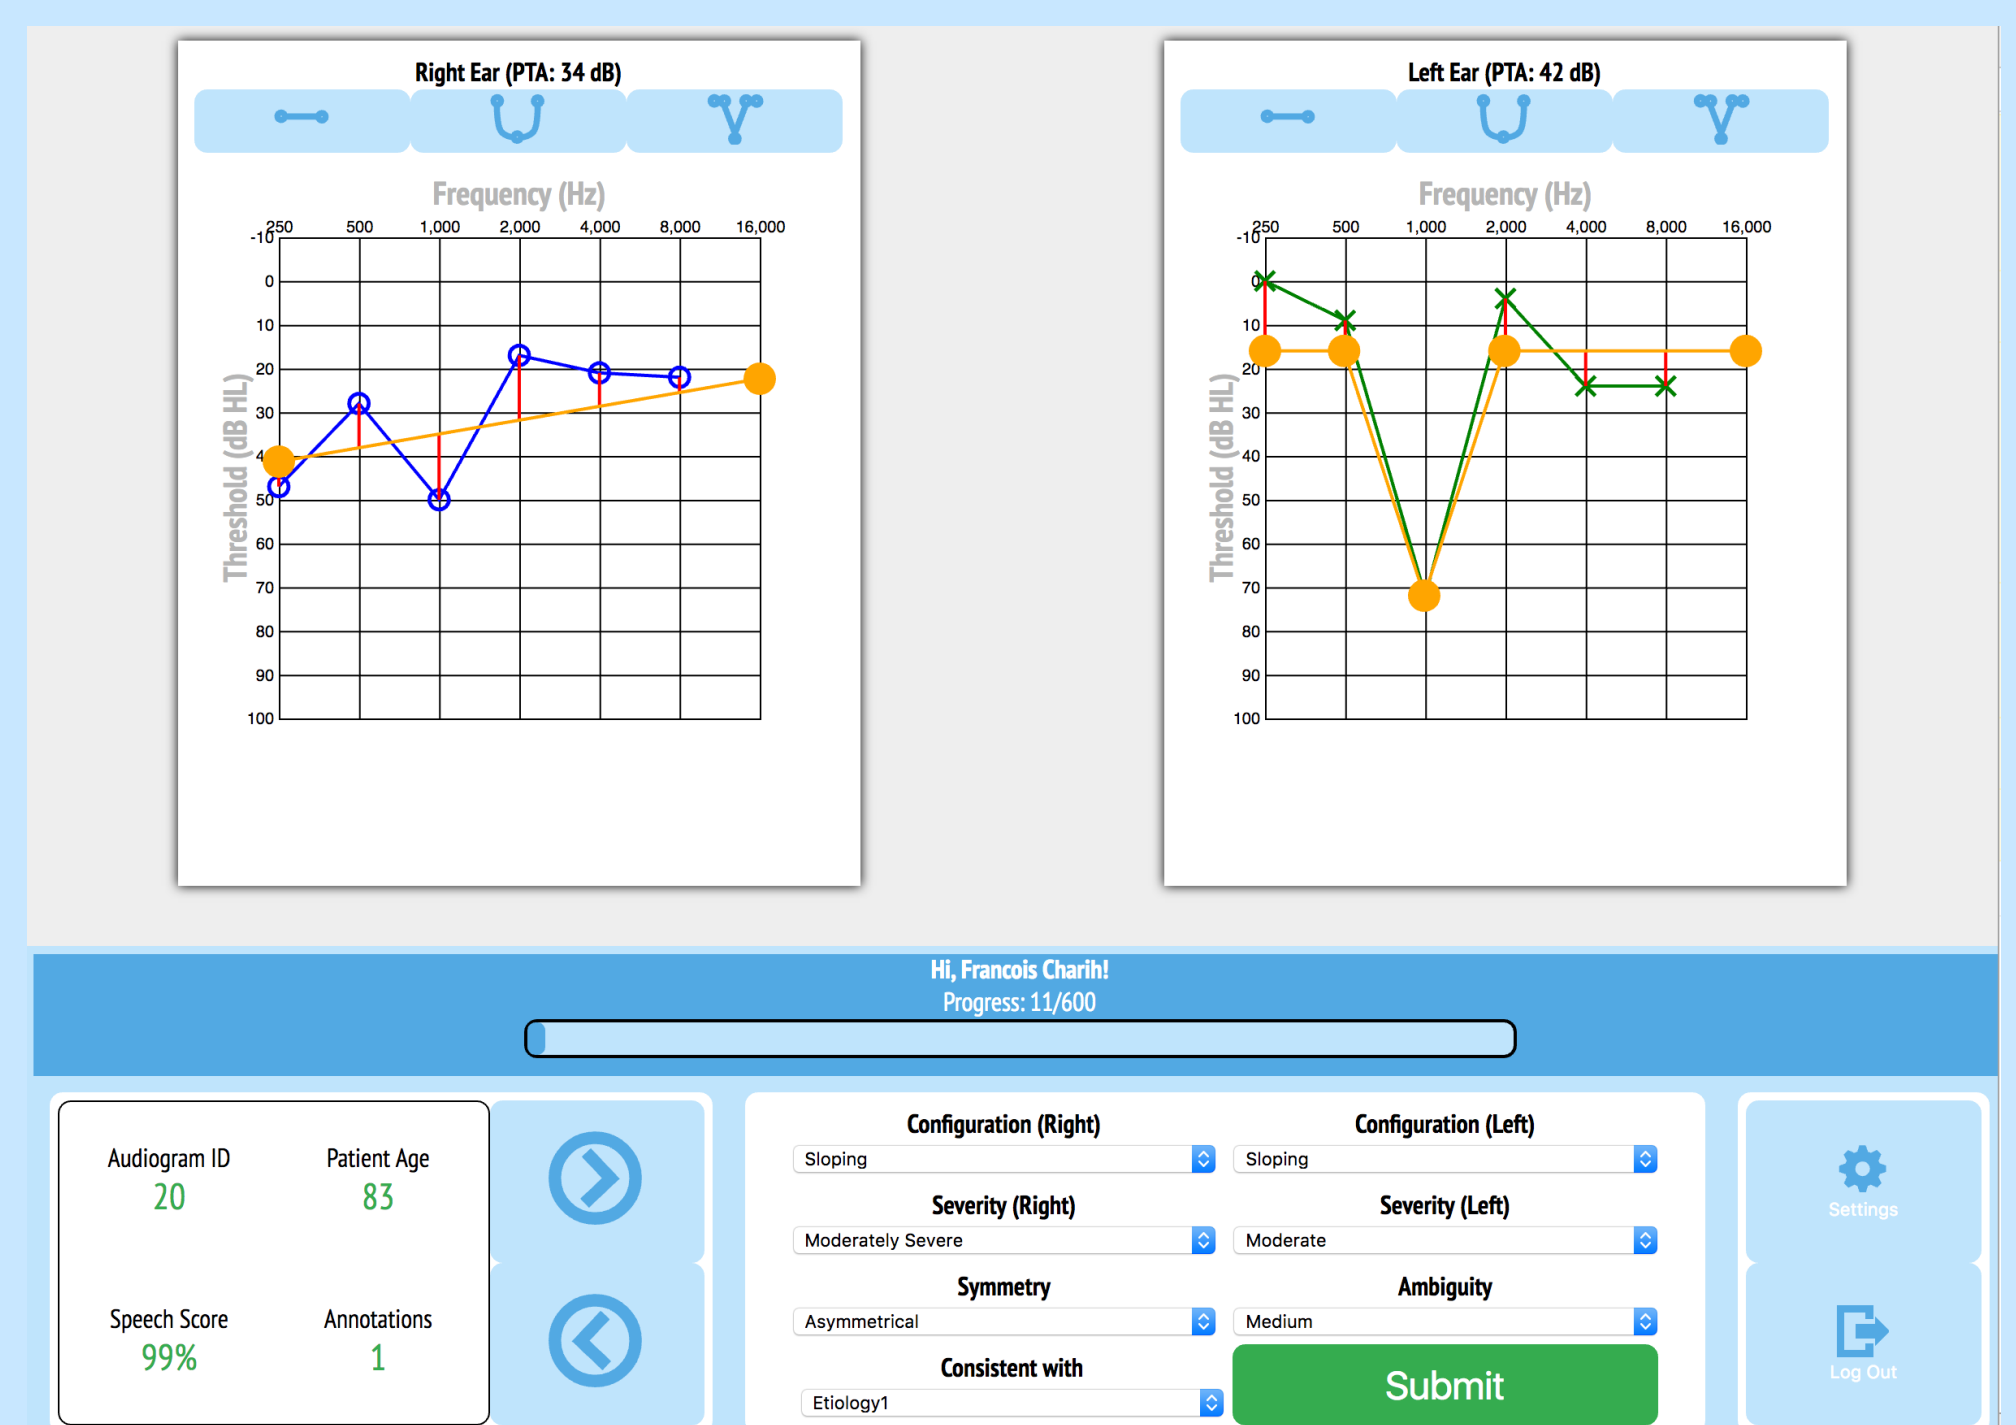 Right Ear (PTA: 34 dB)
Frequency (Hz)
250 500 1,000 2,000 4,000 8,000 16,000
-10
0
10
20
30
4
50
60
70
80
90
100
Threshold (dB HL)
Left Ear (PTA: 42 dB)
Frequency (Hz)
250 500 1,000 2,000 4,000 8,000 16,000
-10
0
10
20
30
40
50
60
70
80
90
100
Threshold (dB HL)
Hi, Francois Charih!
Progress: 11/600
Audiogram ID
20
Patient Age
83
Speech Score
99%
Annotations
1
Configuration (Right)
Sloping
Configuration (Left)
Sloping
Severity (Right)
Moderately Severe
Severity (Left)
Moderate
Symmetry
Asymmetrical
Ambiguity
Medium
Consistent with
Etiology1
Submit
Settings
Log Out